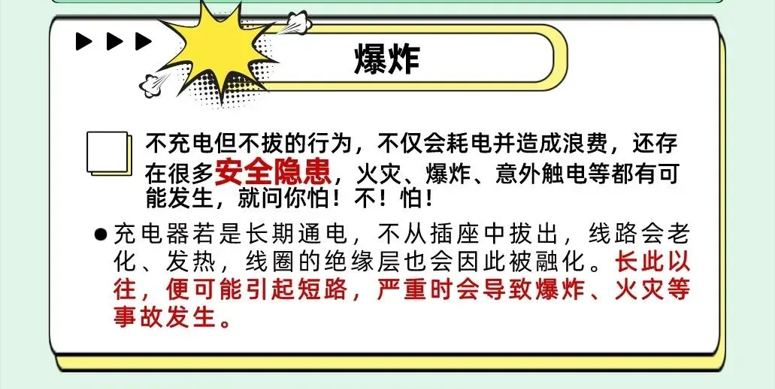 爆炸
不充电但不拔的行为，不仅会耗电并造成浪费，还存
在很多安全隐患，火灾、爆炸、意外触电等都有可
能发生，就问你怕！不！怕！
●充电器若是长期通电，不从插座中拔出，线路会老
化、发热，线圈的绝缘层也会因此被融化。长此以
往，便可能引起短路，严重时会导致爆炸、火灾等
事故发生。